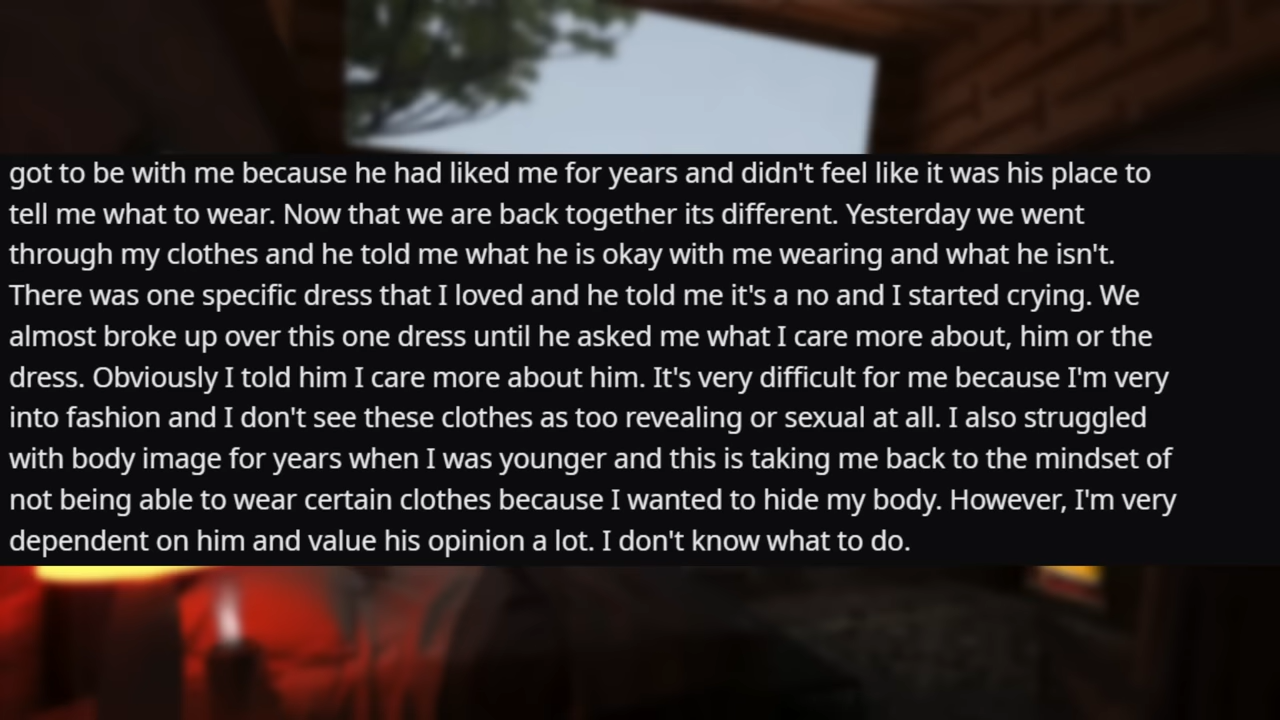 got to be with me because he had liked me for years and didn't feel like it was his place to
tell me what to wear. Now that we are back together its different. Yesterday we went
through my clothes and he told me what he is okay with me wearing and what he isn't.
There was one specific dress that I loved and he told me it's a no and I started crying. We
almost broke up over this one dress until he asked me what I care more about, him or the
dress. Obviously I told him I care more about him. It's very difficult for me because I'm very
into fashion and I don't see these clothes as too revealing or sexual at all. I also struggled
with body image for years when I was younger and this is taking me back to the mindset of
not being able to wear certain clothes because I wanted to hide my body. However, I'm very
dependent on him and value his opinion a lot. I don't know what to do.